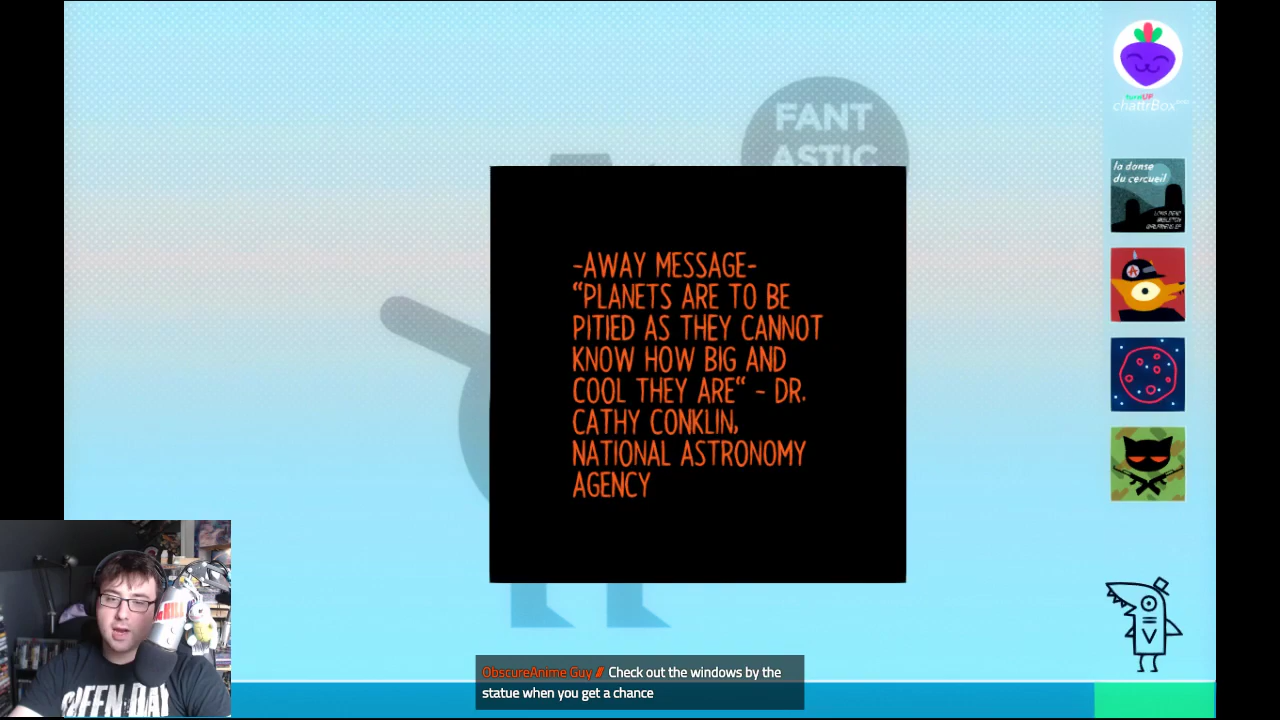 FANT
ASTIC
turnUP
chattrBox
la danse
du cercueil
-AWAY MESSAGE-
“PLANETS ARE TO BE
PITIED AS THEY CANNOT
KNOW HOW BIG AND
COOL THEY ARE“ - DR.
CATHY CONKLIN,
NATIONAL ASTRONOMY
AGENCY
GREEN DAY
ObscureAnime Guy // Check out the windows by the
statue when you get a chance